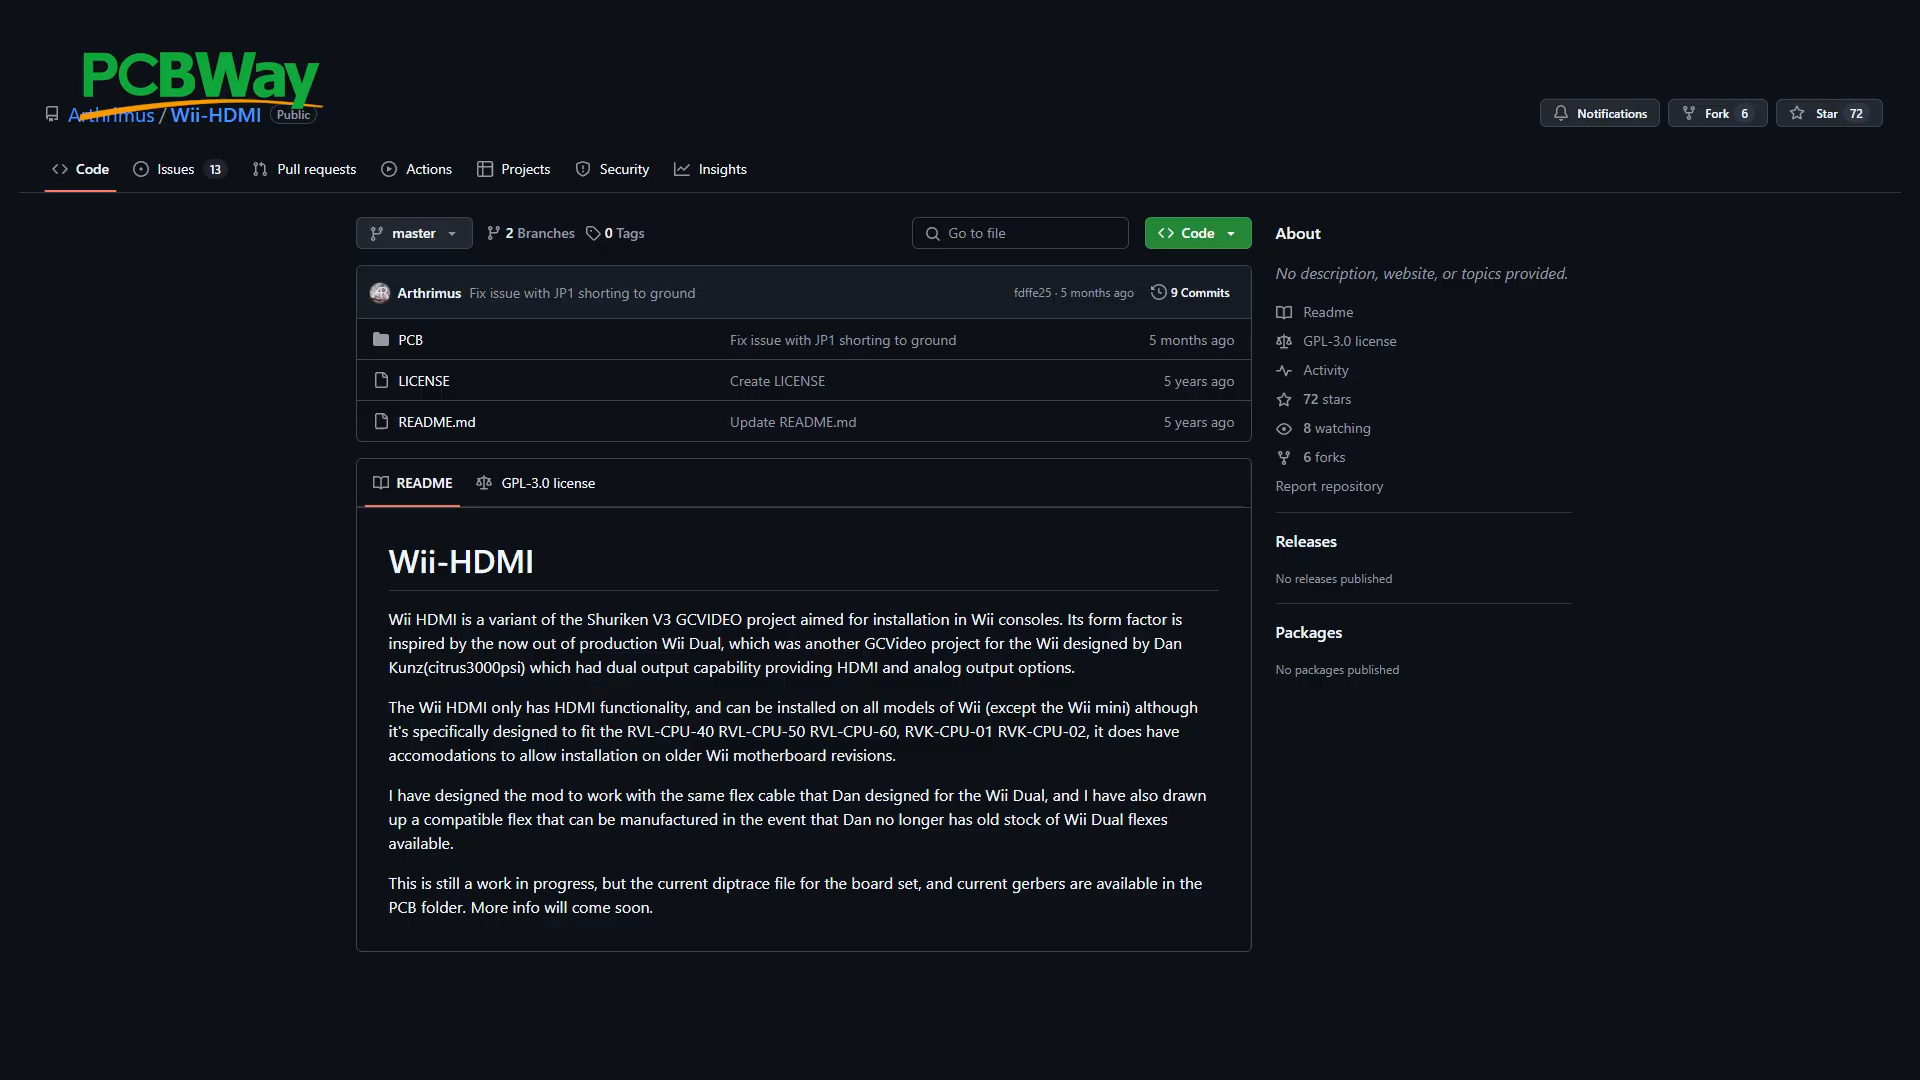 PCBWay
Arthrimus / Wii-HDMI Public
Notifications Fork 6 Star 72
Code Issues 13 Pull requests Actions Projects Security Insights
master 2 Branches 0 Tags Go to file Code
About
No description, website, or topics provided.
Arthrimus Fix issue with JP1 shorting to ground fdffe25 · 5 months ago 9 Commits
PCB Fix issue with JP1 shorting to ground 5 months ago
LICENSE Create LICENSE 5 years ago
README.md Update README.md 5 years ago
Readme
GPL-3.0 license
Activity
72 stars
8 watching
6 forks
Report repository
Releases
No releases published
Packages
No packages published
README GPL-3.0 license
Wii-HDMI
Wii HDMI is a variant of the Shuriken V3 GCVIDEO project aimed for installation in Wii consoles. Its form factor is
inspired by the now out of production Wii Dual, which was another GCVideo project for the Wii designed by Dan
Kunz(citrus3000psi) which had dual output capability providing HDMI and analog output options.
The Wii HDMI only has HDMI functionality, and can be installed on all models of Wii (except the Wii mini) although
it's specifically designed to fit the RVL-CPU-40 RVL-CPU-50 RVL-CPU-60, RVK-CPU-01 RVK-CPU-02, it does have
accomodations to allow installation on older Wii motherboard revisions.
I have designed the mod to work with the same flex cable that Dan designed for the Wii Dual, and I have also drawn
up a compatible flex that can be manufactured in the event that Dan no longer has old stock of Wii Dual flexes
available.
This is still a work in progress, but the current diptrace file for the board set, and current gerbers are available in the
PCB folder. More info will come soon.